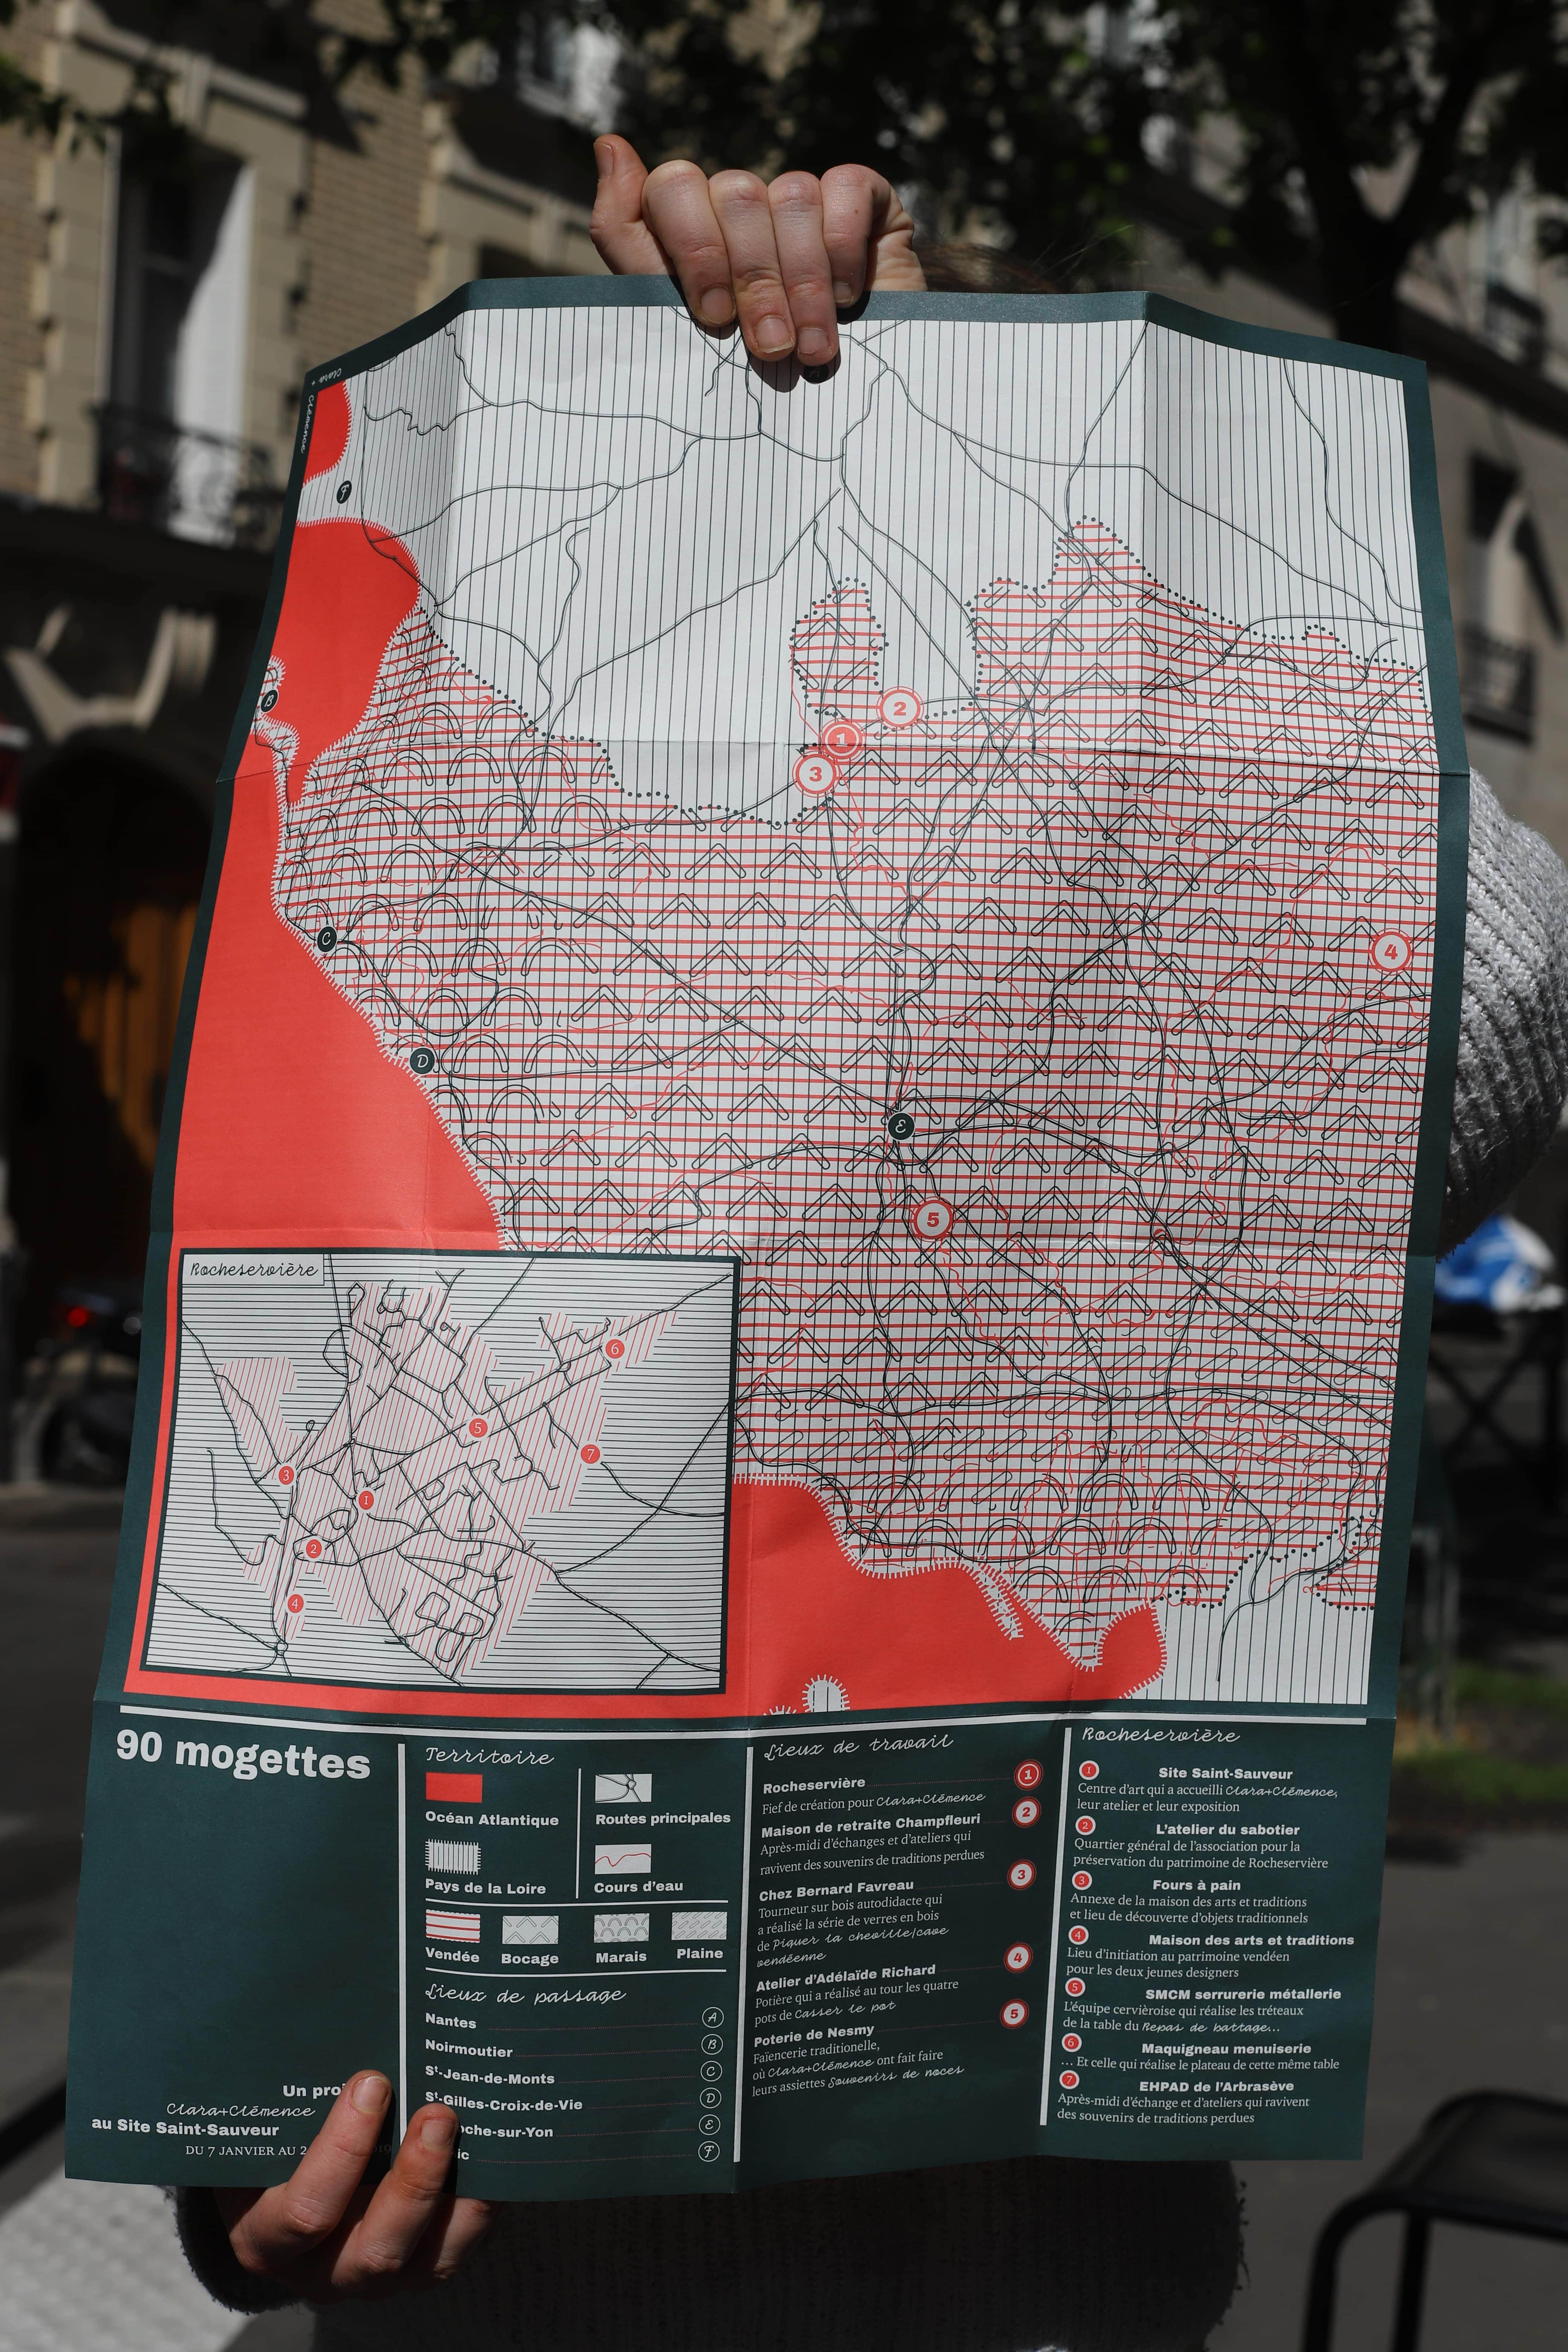 Clara +
Clémence
F
B
2
1
3
C
4
D
E
5
Rocheservière
6
5
7
3
1
2
4
90 mogettes
Un
Clara+Clémence
au Site Saint-Sauveur
DU 7 JANVIER AU
Territoire
Océan Atlantique
Routes principales
Pays de la Loire
Cours d'eau
Vendée
Bocage
Marais
Plaine
Lieux de passage
Nantes A
Noirmoutier B
St-Jean-de-Monts C
St-Gilles-Croix-de-Vie D
oche-sur-Yon E
ic F
Lieux de travail
Rocheservière 1
Fief de création pour Clara+Clémence
Maison de retraite Champfleuri 2
Après-midi d'échanges et d'ateliers qui
ravivent des souvenirs de traditions perdues
Chez Bernard Favreau 3
Tourneur sur bois autodidacte qui
a réalisé la série de verres en bois
de Piquer la cheville/cave
vendéenne
Atelier d'Adélaïde Richard 4
Potière qui a réalisé au tour les quatre
pots de Casser le pot
Poterie de Nesmy 5
Faïencerie traditionnelle,
où Clara+Clémence ont fait faire
leurs assiettes Souvenirs de noces
Rocheservière
1 Site Saint-Sauveur
Centre d'art qui a accueilli Clara+Clémence,
leur atelier et leur exposition
2 L'atelier du sabotier
Quartier général de l'association pour la
préservation du patrimoine de Rocheservière
3 Fours à pain
Annexe de la maison des arts et traditions
et lieu de découverte d'objets traditionnels
4 Maison des arts et traditions
Lieu d'initiation au patrimoine vendéen
pour les deux jeunes designers
5 SMCM serrurerie métallerie
L'équipe cervièroise qui réalise les tréteaux
de la table du Repas de battage...
6 Maquigneau menuiserie
... Et celle qui réalise le plateau de cette même table
7 EHPAD de l'Arbrasève
Après-midi d'échange et d'ateliers qui ravivent
des souvenirs de traditions perdues